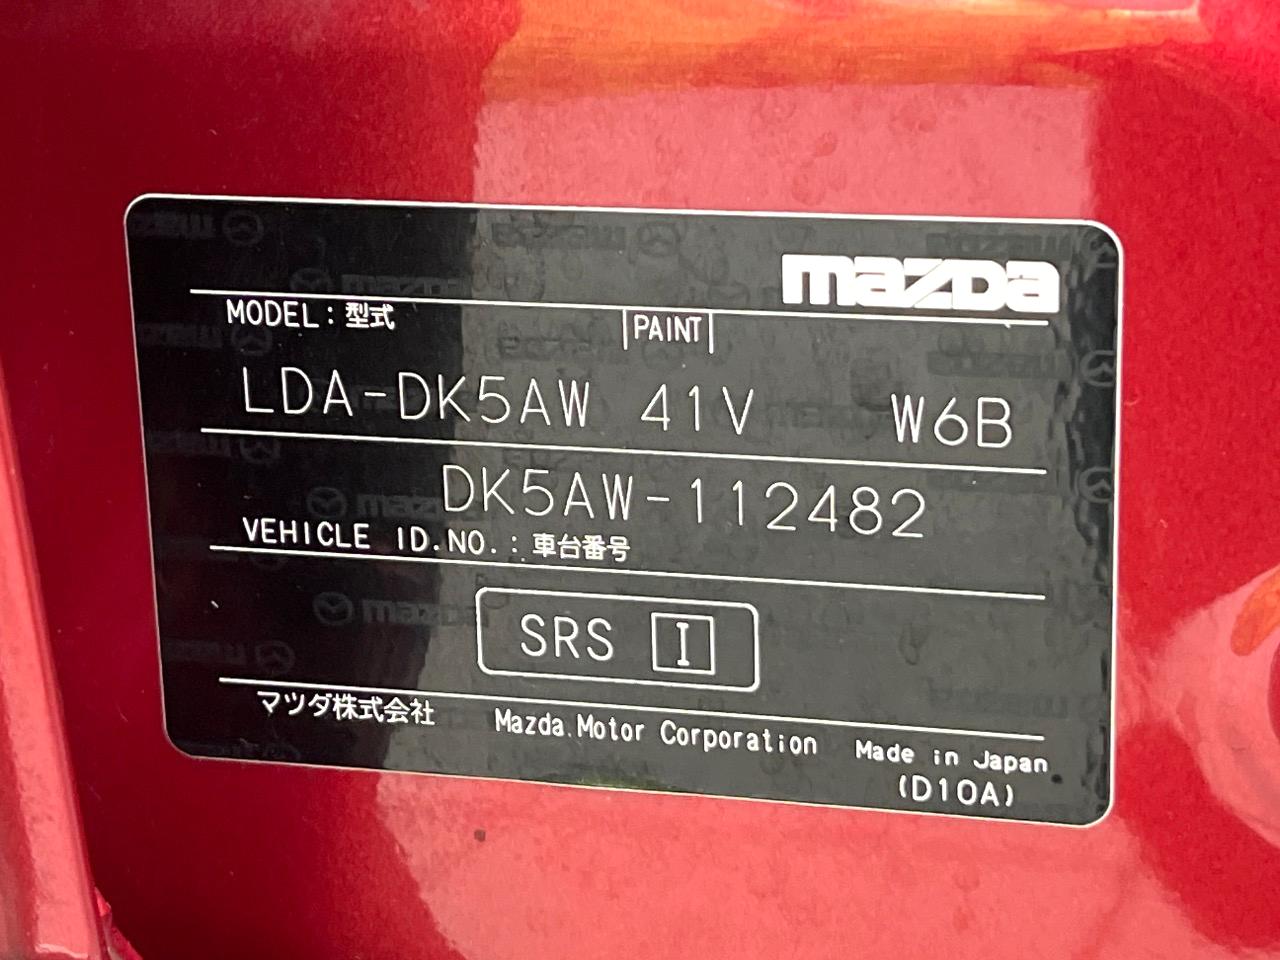 mazda
MODEL：型式 PAINT
LDA-DK5AW 41V W6B
DK5AW-112482
VEHICLE ID.NO.：車台番号
SRS I
マツダ株式会社 Mazda Motor Corporation Made in Japan
(D10A)